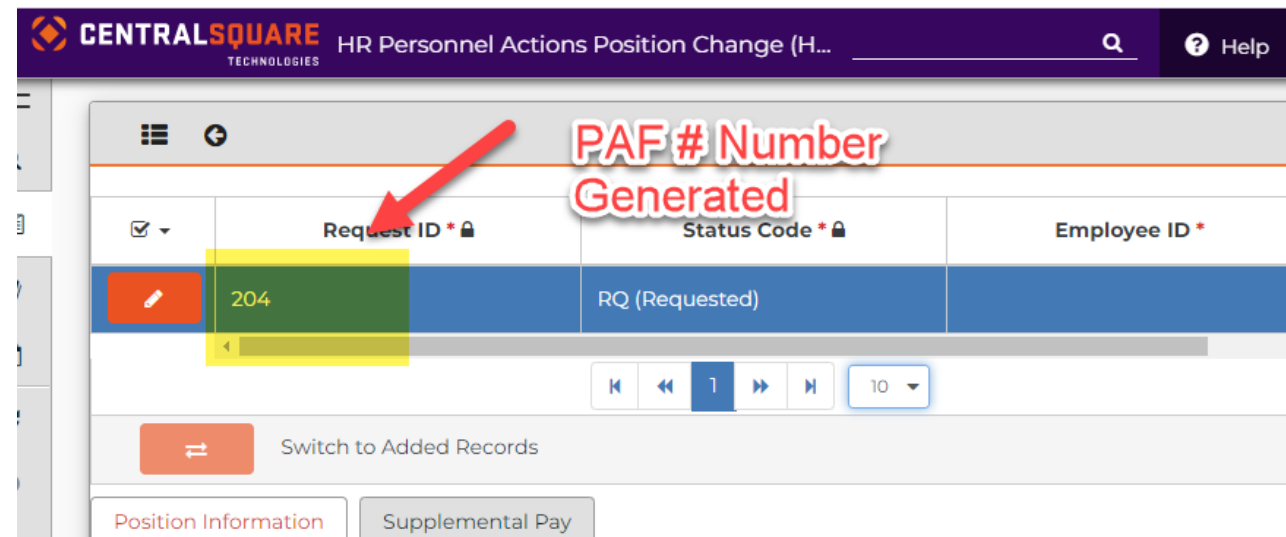 CENTRALSQUARE
TECHNOLOGIES
HR Personnel Actions Position Change (H...
Help
PAF # Number
Generated
Request ID *
Status Code *
Employee ID *
204
RQ (Requested)
1
10
Switch to Added Records
Position Information
Supplemental Pay